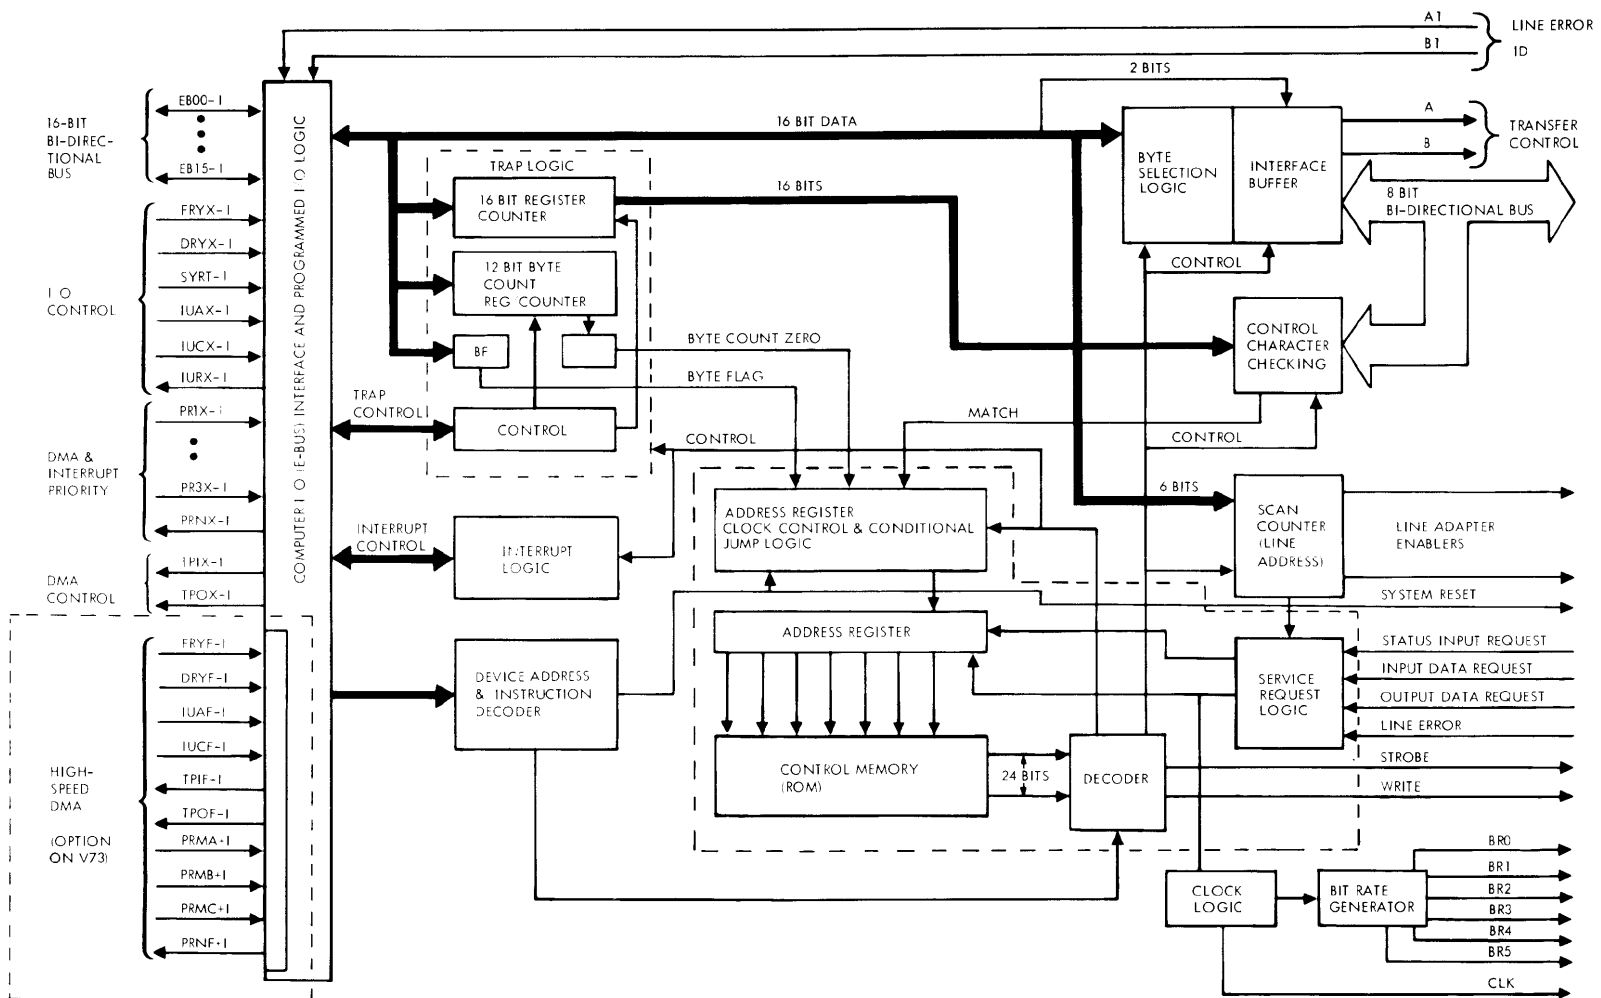 A1
LINE ERROR
B1
ID
2 BITS
EB00-I
16-BIT
BI-DIREC-
TIONAL
BUS
EB15-I
16 BIT DATA
A
TRANSFER
CONTROL
B
BYTE
SELECTION
LOGIC
INTERFACE
BUFFER
TRAP LOGIC
16 BIT REGISTER
COUNTER
16 BITS
8 BIT
BI-DIRECTIONAL BUS
FRYX-I
DRYX-I
SYRT-I
I O
CONTROL
IUAX-I
IUCX-I
IURX-I
COMPUTER I O (E-BUS) INTERFACE AND PROGRAMMED I O LOGIC
12 BIT BYTE
COUNT
REG COUNTER
CONTROL
BF
BYTE COUNT ZERO
BYTE FLAG
CONTROL
CHARACTER
CHECKING
TRAP
CONTROL
CONTROL
MATCH
CONTROL
CONTROL
PR1X-I
DMA &
INTERRUPT
PRIORITY
PR3X-I
PRNX-I
6 BITS
SCAN
COUNTER
(LINE
ADDRESS)
LINE ADAPTER
ENABLERS
INTERRUPT
CONTROL
INTERRUPT
LOGIC
ADDRESS REGISTER
CLOCK CONTROL & CONDITIONAL
JUMP LOGIC
TPIX-I
DMA
CONTROL
TPOX-I
SYSTEM RESET
ADDRESS REGISTER
FRYF-I
DRYF-I
IUAF-I
IUCF-I
TPIF-I
TPOF-I
PRMA+I
PRMB+I
PRMC+I
PRNF+I
HIGH-
SPEED
DMA
(OPTION
ON V73)
DEVICE ADDRESS
& INSTRUCTION
DECODER
SERVICE
REQUEST
LOGIC
STATUS INPUT REQUEST
INPUT DATA REQUEST
OUTPUT DATA REQUEST
LINE ERROR
CONTROL MEMORY
(ROM)
24 BITS
DECODER
STROBE
WRITE
CLOCK
LOGIC
BIT RATE
GENERATOR
BR0
BR1
BR2
BR3
BR4
BR5
CLK